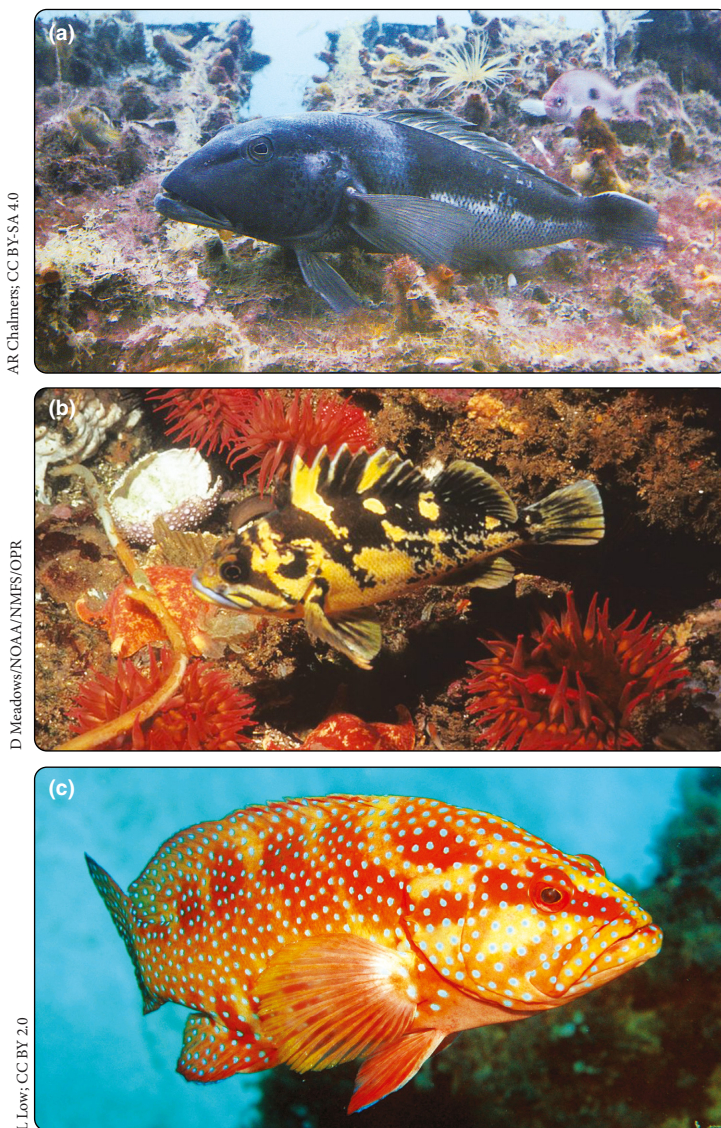 (a)
AR Chalmers; CC BY-SA 4.0
(b)
D Meadows/NOAA/NMFS/OPR
(c)
Low; CC BY 2.0